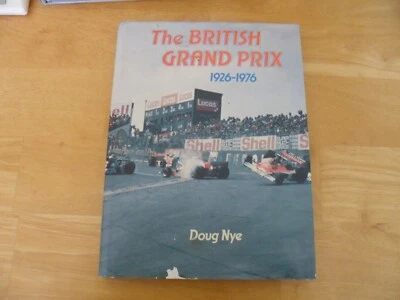 The BRITISH
GRAND PRIX
1926-1976
LUCAS
Shell
Shell
Shell
Doug Nye